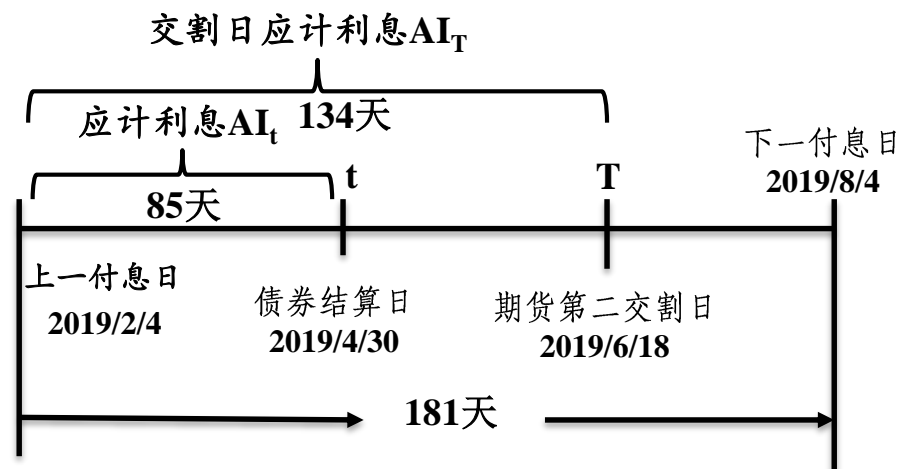 交割日应计利息AIT
134天
应计利息AIt
85天
t
T
下一付息日
2019/8/4
上一付息日
2019/2/4
债券结算日
2019/4/30
期货第二交割日
2019/6/18
181天